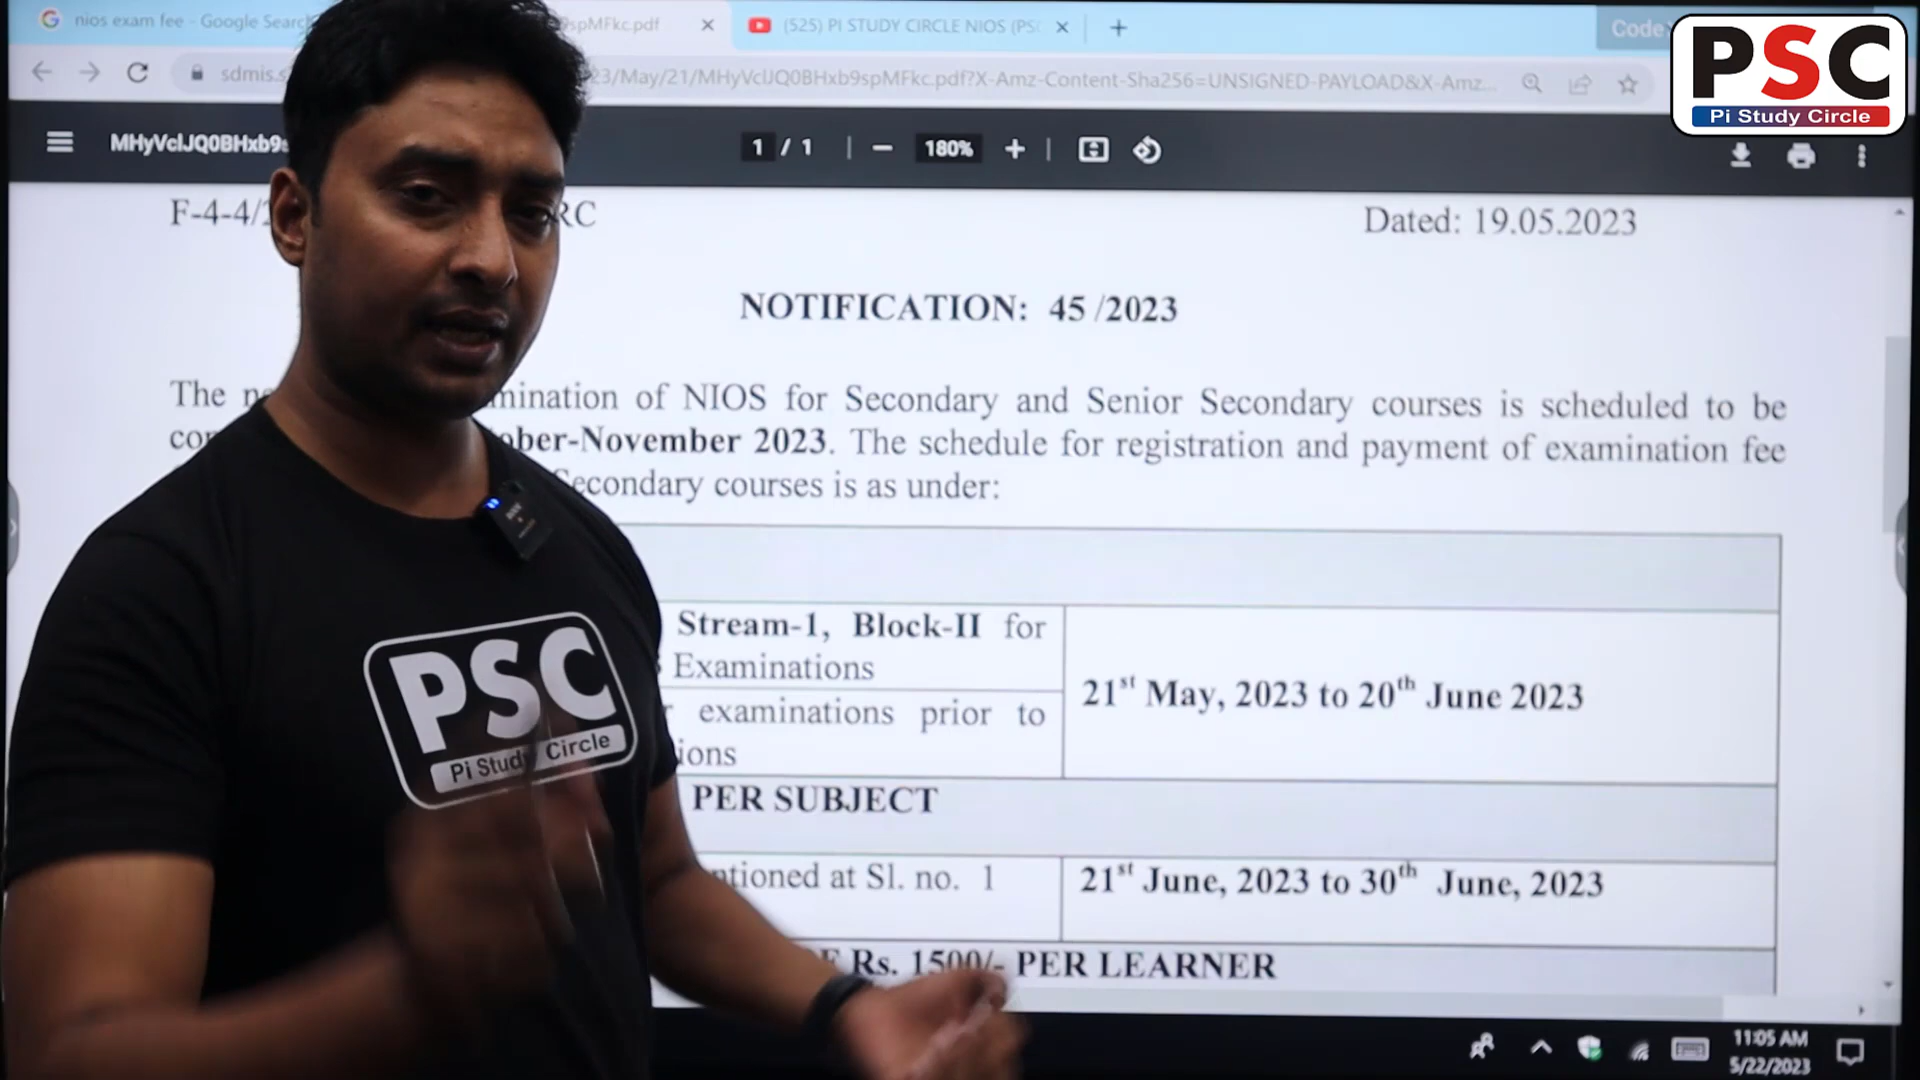 nios exam fee - Google Search
9spMFkc.pdf
(525) PI STUDY CIRCLE NIOS (PSC
Code
PSC
Pi Study Circle
sdmis.s
23/May/21/MHyVclJQ0BHxb9spMFkc.pdf?X-Amz-Content-Sha256=UNSIGNED-PAYLOAD&X-Amz...
MHyVclJQ0BHxb9s
1 / 1
180%
F-4-4/
RC
Dated: 19.05.2023
NOTIFICATION: 45 /2023
The mination of NIOS for Secondary and Senior Secondary courses is scheduled to be
ober-November 2023. The schedule for registration and payment of examination fee
Secondary courses is as under:
Stream-1, Block-II for
Examinations
examinations prior to
ions
21st May, 2023 to 20th June 2023
PER SUBJECT
ntioned at Sl. no. 1
21st June, 2023 to 30th June, 2023
Rs. 1500/- PER LEARNER
PSC
Pi Study Circle
11:05 AM
5/22/2023